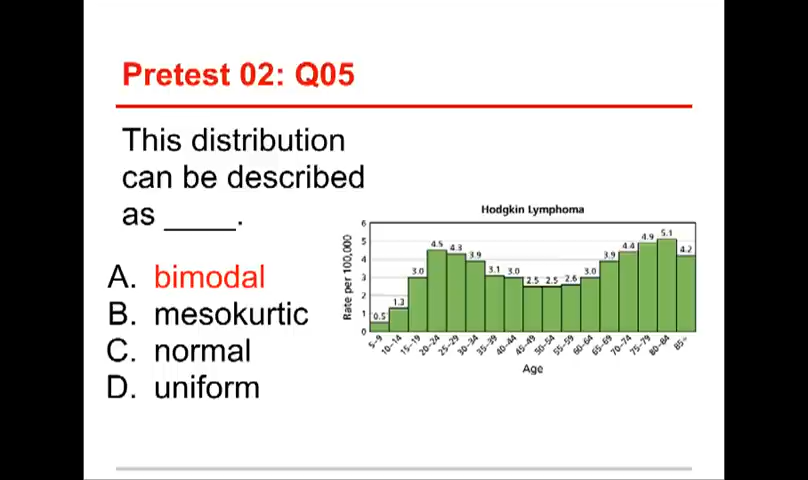 Pretest 02: Q05
This distribution
can be described
as ____.
A. bimodal
B. mesokurtic
C. normal
D. uniform
Hodgkin Lymphoma
Rate per 100,000
6
5
4
3
2
1
0
0.5 1.3 3.0 4.5 4.3 3.9 3.1 3.0 2.5 2.5 2.6 3.0 3.9 4.4 4.9 5.1 4.2
5–9 10–14 15–19 20–24 25–29 30–34 35–39 40–44 45–49 50–54 55–59 60–64 65–69 70–74 75–79 80–84 85+
Age